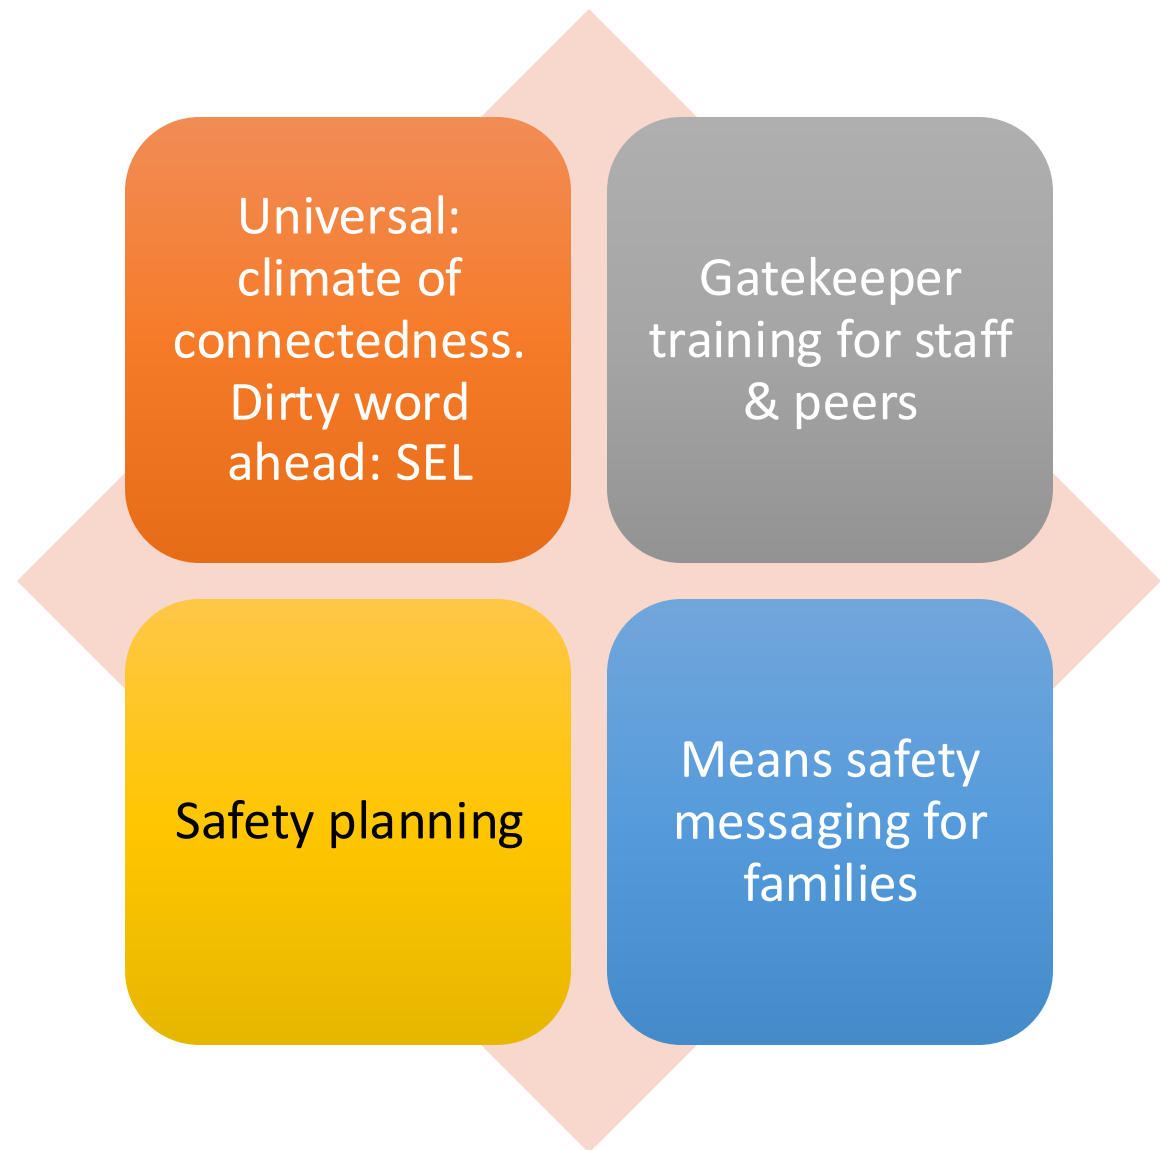 Universal:
climate of
connectedness.
Dirty word
ahead: SEL
Gatekeeper
training for staff
& peers
Safety planning
Means safety
messaging for
families